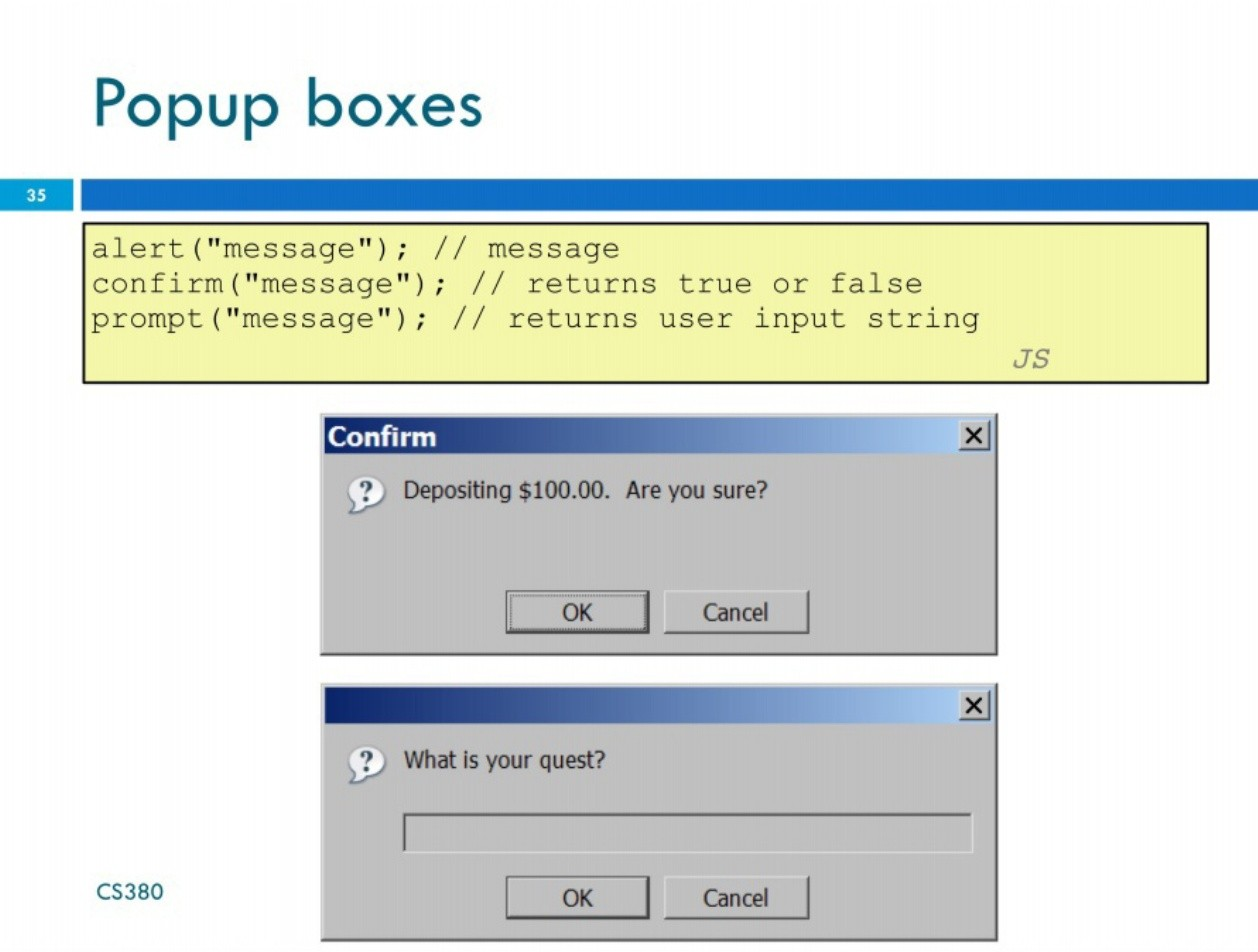 Popup boxes
35
alert("message"); // message
confirm("message"); // returns true or false
prompt("message"); // returns user input string
JS
Confirm
Depositing $100.00.  Are you sure?
OK Cancel
What is your quest?
OK Cancel
CS380